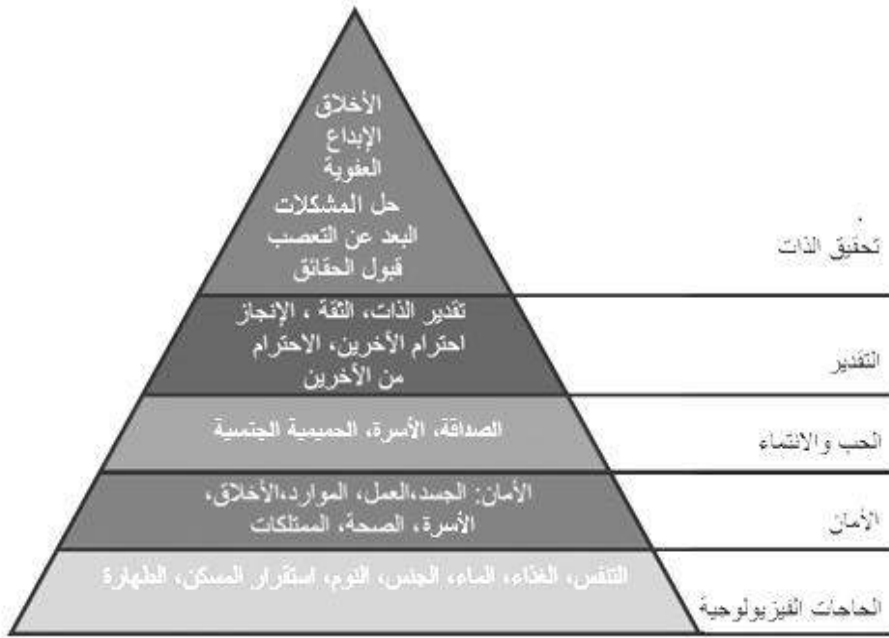 الأخلاق
الإبداع
العفوية
حل المشكلات
البعد عن التعصب
قبول الحقائق
تحقيق الذات
تقدير الذات، الثقة ، الإنجاز
احترام الأخرين، الاحترام
من الأخرين
التقدير
الصداقة، الأسرة، الحميمية الجنسية
الحب والانتماء
الأمان: الجسد،العمل، الموارد،الأخلاق،
الأسرة، الصحة، الممتلكات
الأمان
التنفس، الغذاء، الماء، الجنس، النوم، استقرار المسكن، الطهارة
الحاجات الفيزيولوجية